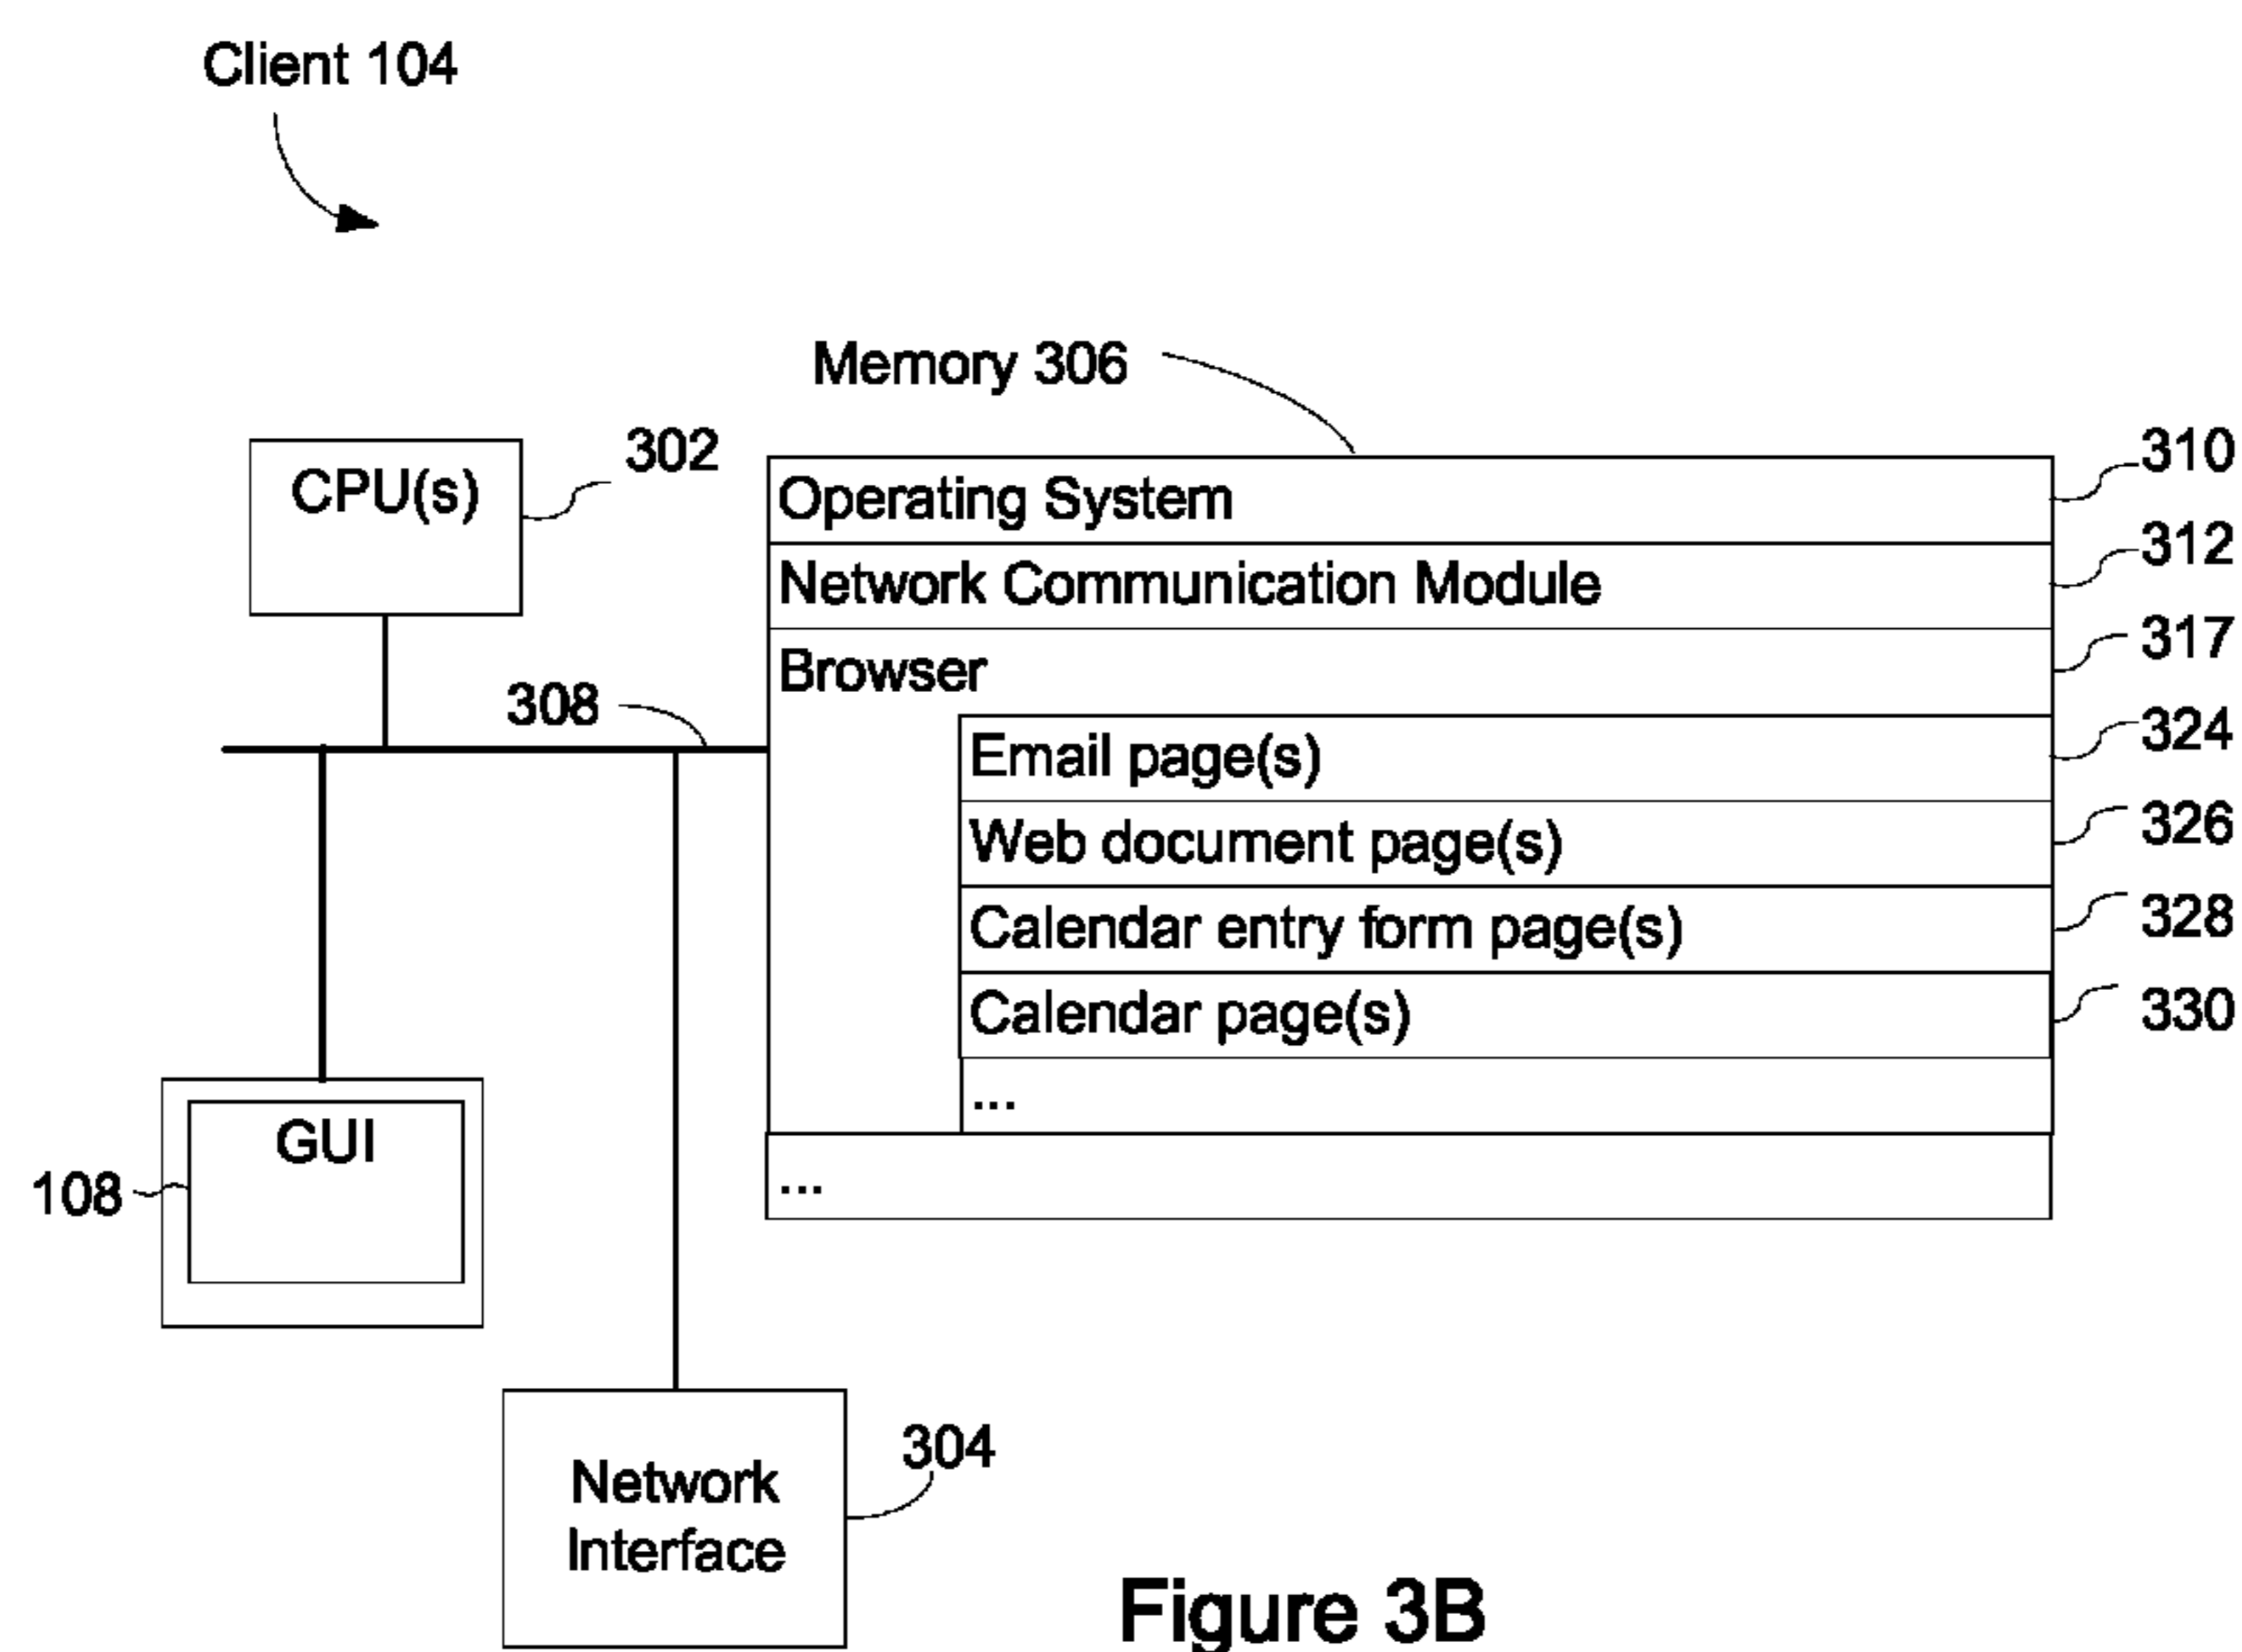 Client 104
Memory 306
CPU(s)
302
Operating System
310
Network Communication Module
312
Browser
317
308
Email page(s)
324
Web document page(s)
326
Calendar entry form page(s)
328
Calendar page(s)
330
...
GUI
108
...
Network
Interface
304
Figure 3B